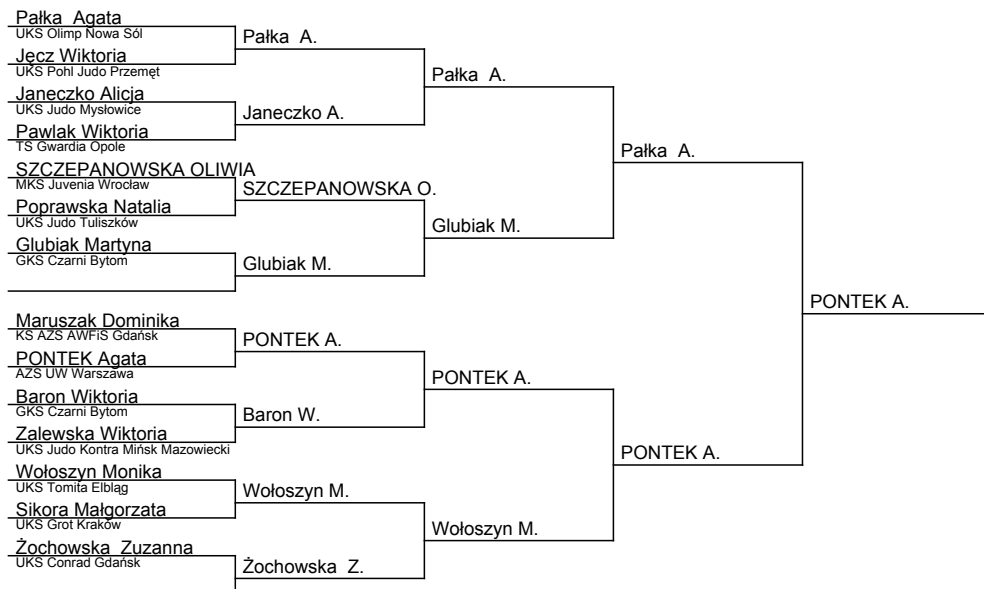 Pałka Agata
UKS Olimp Nowa Sól
Jęcz Wiktoria
UKS Pohl Judo Przemęt
Janeczko Alicja
UKS Judo Mysłowice
Pawlak Wiktoria
TS Gwardia Opole
SZCZEPANOWSKA OLIWIA
MKS Juvenia Wrocław
Poprawska Natalia
UKS Judo Tuliszków
Glubiak Martyna
GKS Czarni Bytom
Maruszak Dominika
KS AZS AWFiS Gdańsk
PONTEK Agata
AZS UW Warszawa
Baron Wiktoria
GKS Czarni Bytom
Zalewska Wiktoria
UKS Judo Kontra Mińsk Mazowiecki
Wołoszyn Monika
UKS Tomita Elbląg
Sikora Małgorzata
UKS Grot Kraków
Żochowska Zuzanna
UKS Conrad Gdańsk
Pałka A.
Janeczko A.
SZCZEPANOWSKA O.
Glubiak M.
PONTEK A.
Baron W.
Wołoszyn M.
Żochowska Z.
Pałka A.
Glubiak M.
PONTEK A.
Wołoszyn M.
Pałka A.
PONTEK A.
PONTEK A.